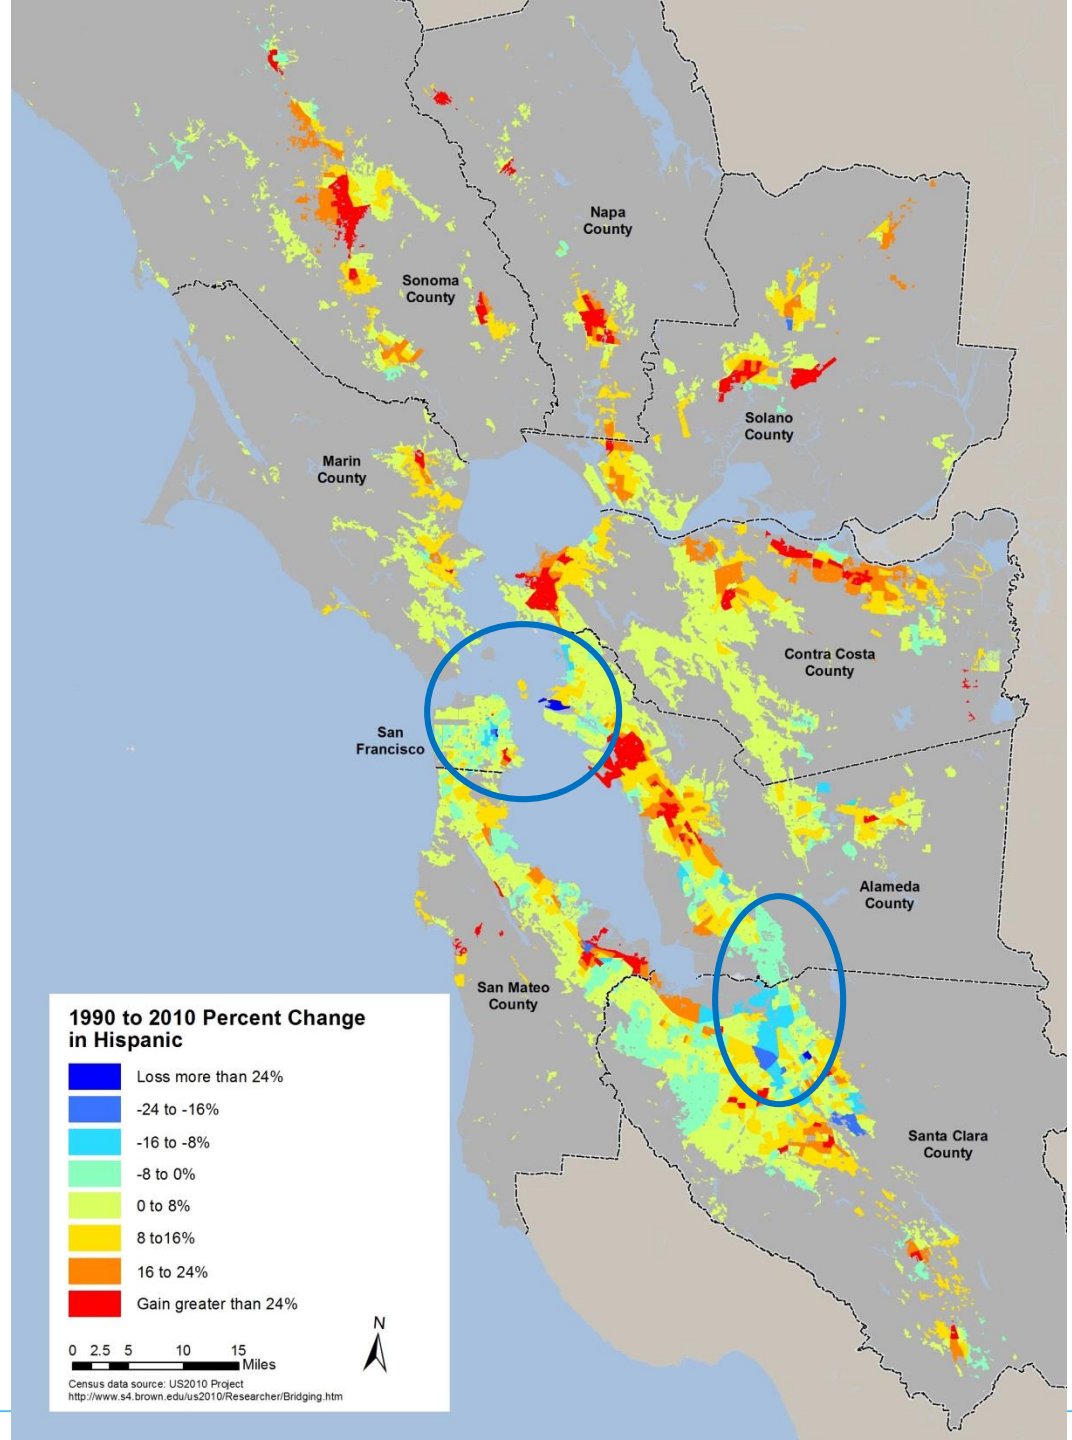 Napa
County
Sonoma
County
Solano
County
Marin
County
Contra Costa
County
San
Francisco
Alameda
County
San Mateo
County
Santa Clara
County
1990 to 2010 Percent Change
in Hispanic
Loss more than 24%
-24 to -16%
-16 to -8%
-8 to 0%
0 to 8%
8 to16%
16 to 24%
Gain greater than 24%
N
0 2.5 5 10 15
Miles
Census data source: US2010 Project
http://www.s4.brown.edu/us2010/Researcher/Bridging.htm